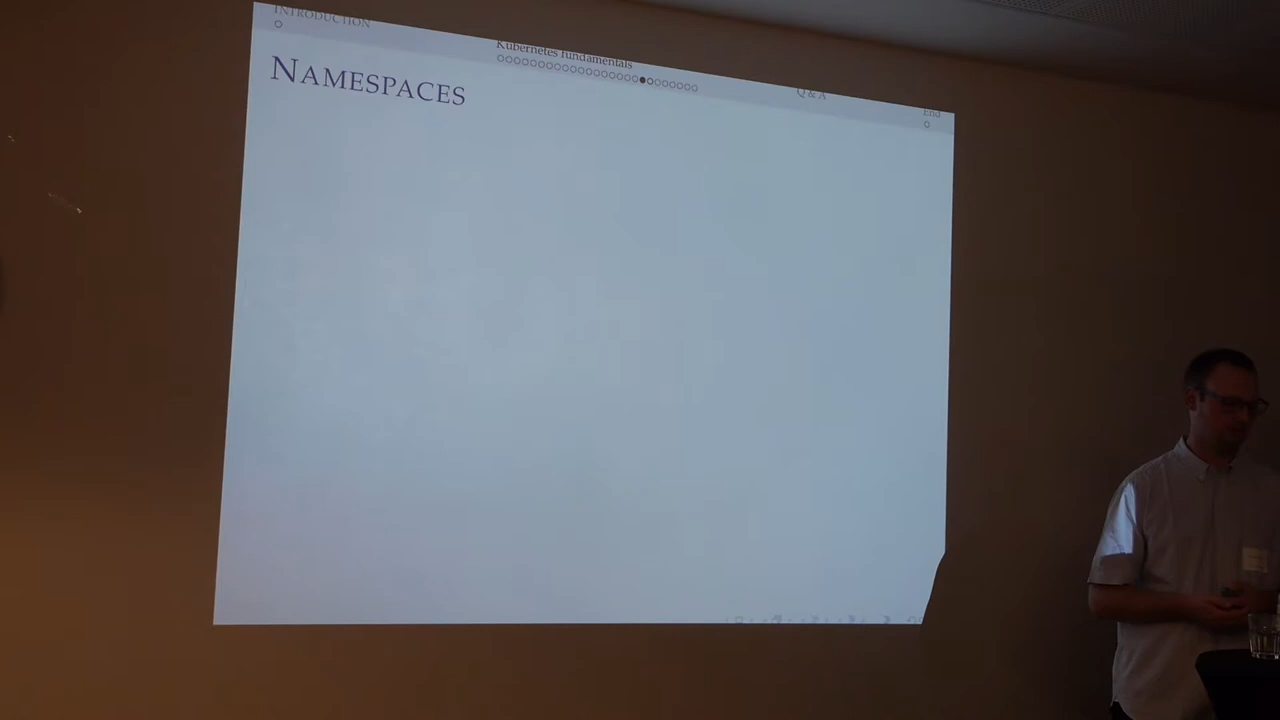 INTRODUCTION
Kubernetes fundamentals
Q & A
End
NAMESPACES